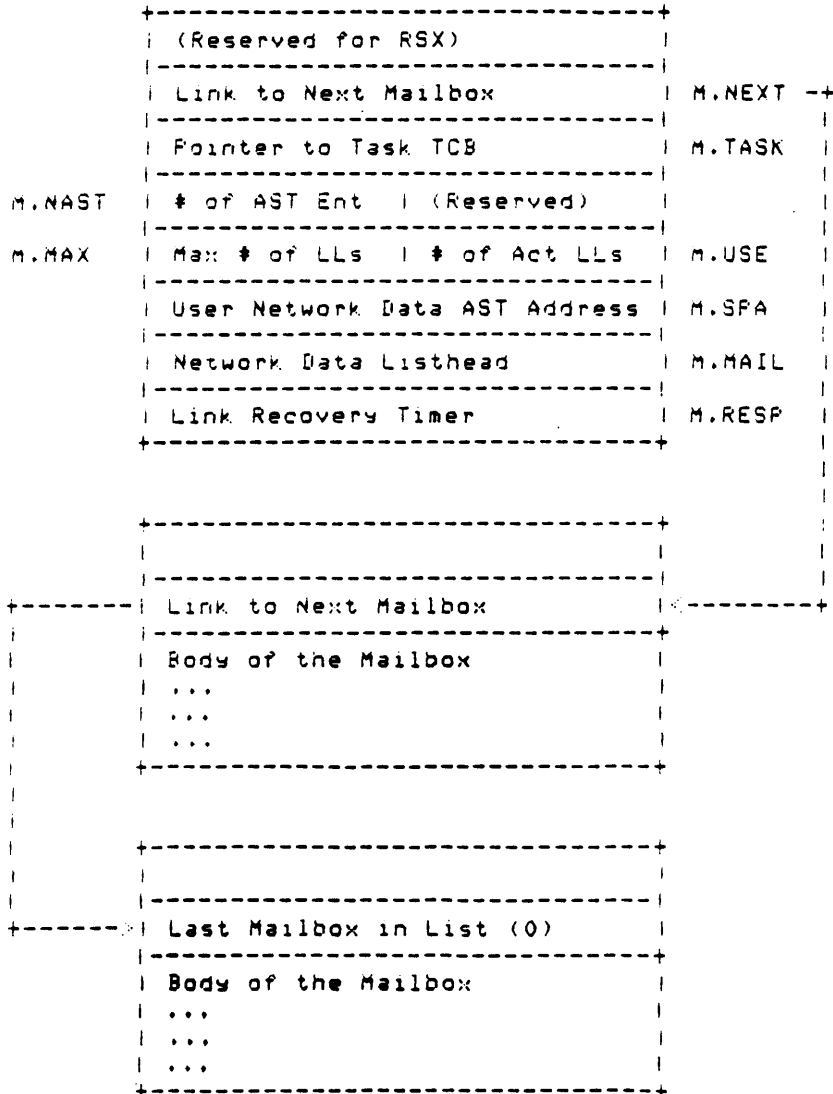 (Reserved for RSX)
Link to Next Mailbox M.NEXT
Pointer to Task TCB M.TASK
M.NAST # of AST Ent | (Reserved)
M.MAX Max # of LLs | # of Act LLs M.USE
User Network Data AST Address M.SPA
Network Data Listhead M.MAIL
Link Recovery Timer M.RESP
Link to Next Mailbox
Body of the Mailbox
...
...
...
Last Mailbox in List (0)
Body of the Mailbox
...
...
...